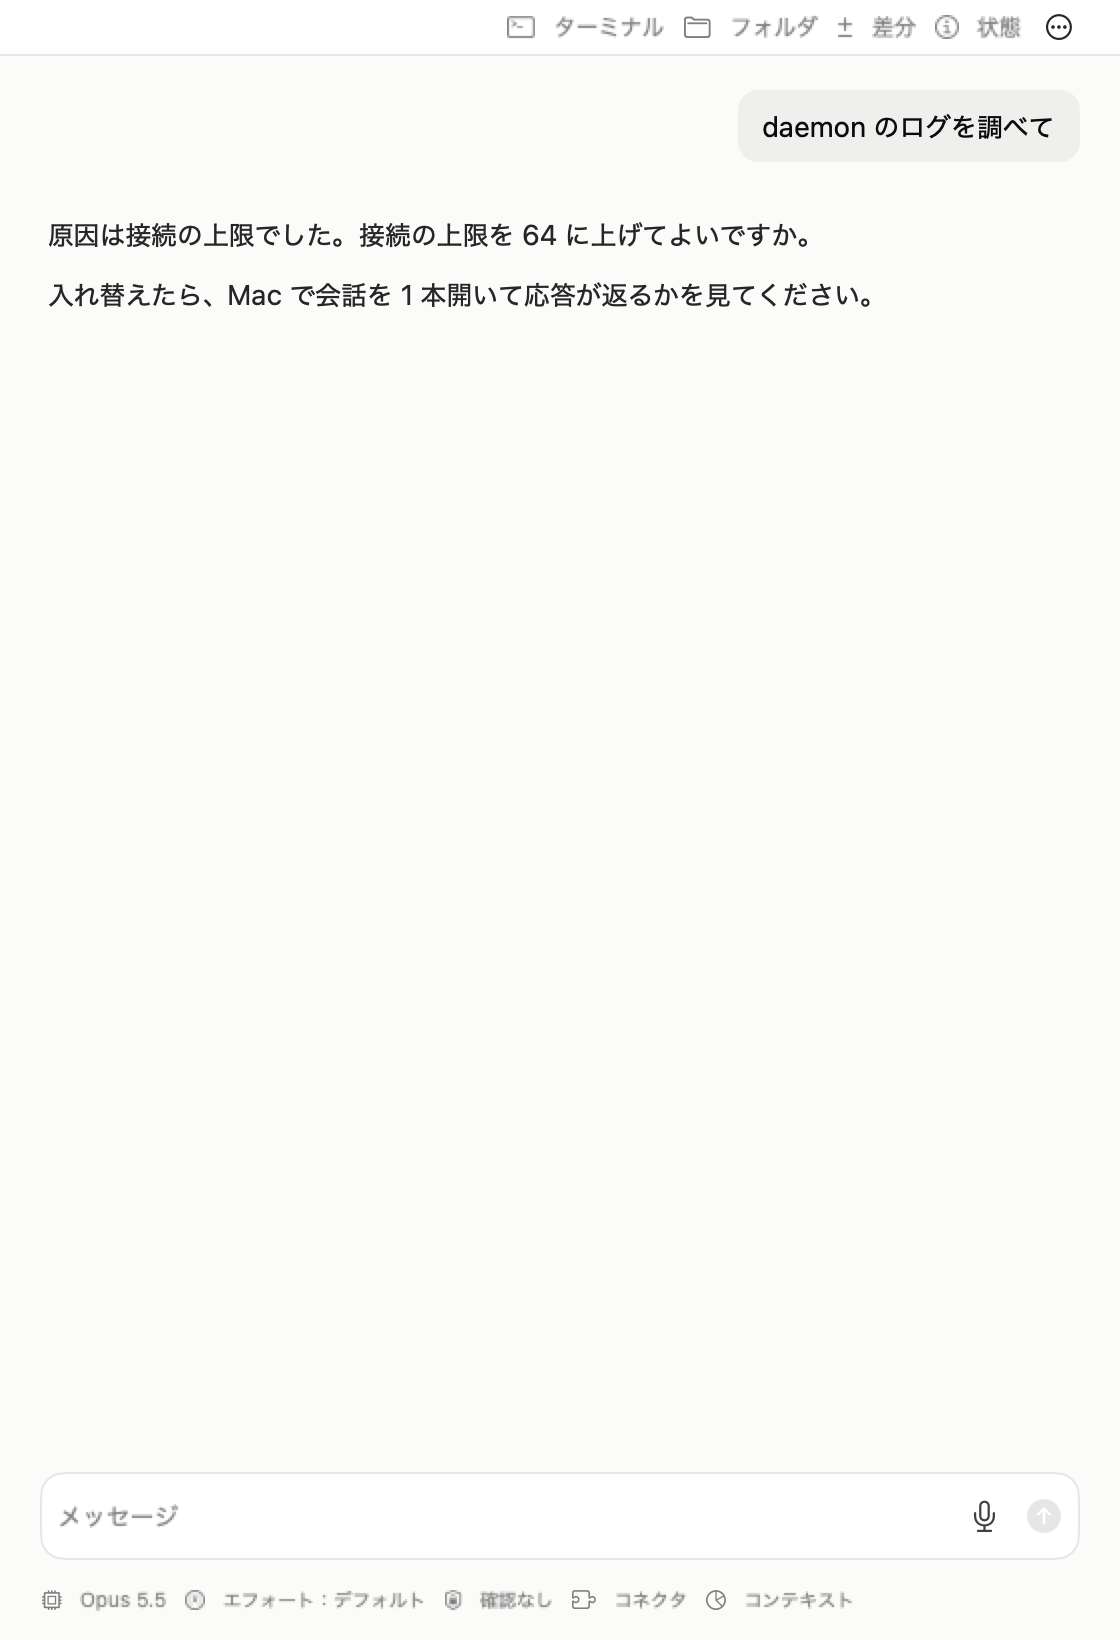 ターミナル フォルダ 差分 状態
daemon のログを調べて
原因は接続の上限でした。接続の上限を 64 に上げてよいですか。
入れ替えたら、Mac で会話を 1 本開いて応答が返るかを見てください。
メッセージ
Opus 5.5 エフォート：デフォルト 確認なし コネクタ コンテキスト